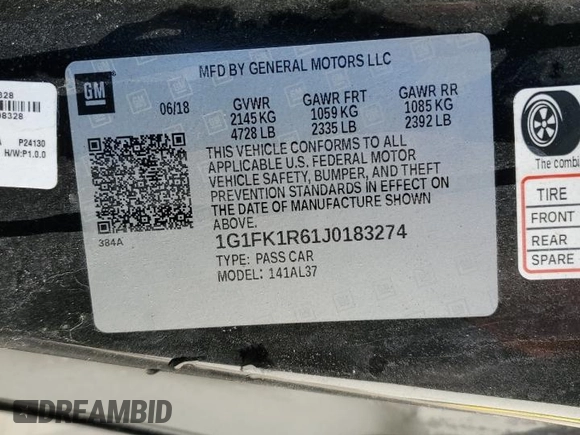 GM
MFD BY GENERAL MOTORS LLC
06/18 GVWR GAWR FRT GAWR RR
2145 KG 1059 KG 1085 KG
4728 LB 2335 LB 2392 LB
THIS VEHICLE CONFORMS TO ALL
APPLICABLE U.S. FEDERAL MOTOR
VEHICLE SAFETY, BUMPER, AND THEFT
PREVENTION STANDARDS IN EFFECT ON
THE DATE OF MANUFACTURE SHOWN
ABOVE.
384A
1G1FK1R61J0183274
TYPE: PASS CAR
MODEL: 141AL37
328
08328
A P24130
H/W:P1.0.0
The combi
TIRE
FRONT
REAR
SPARE
DREAMBID